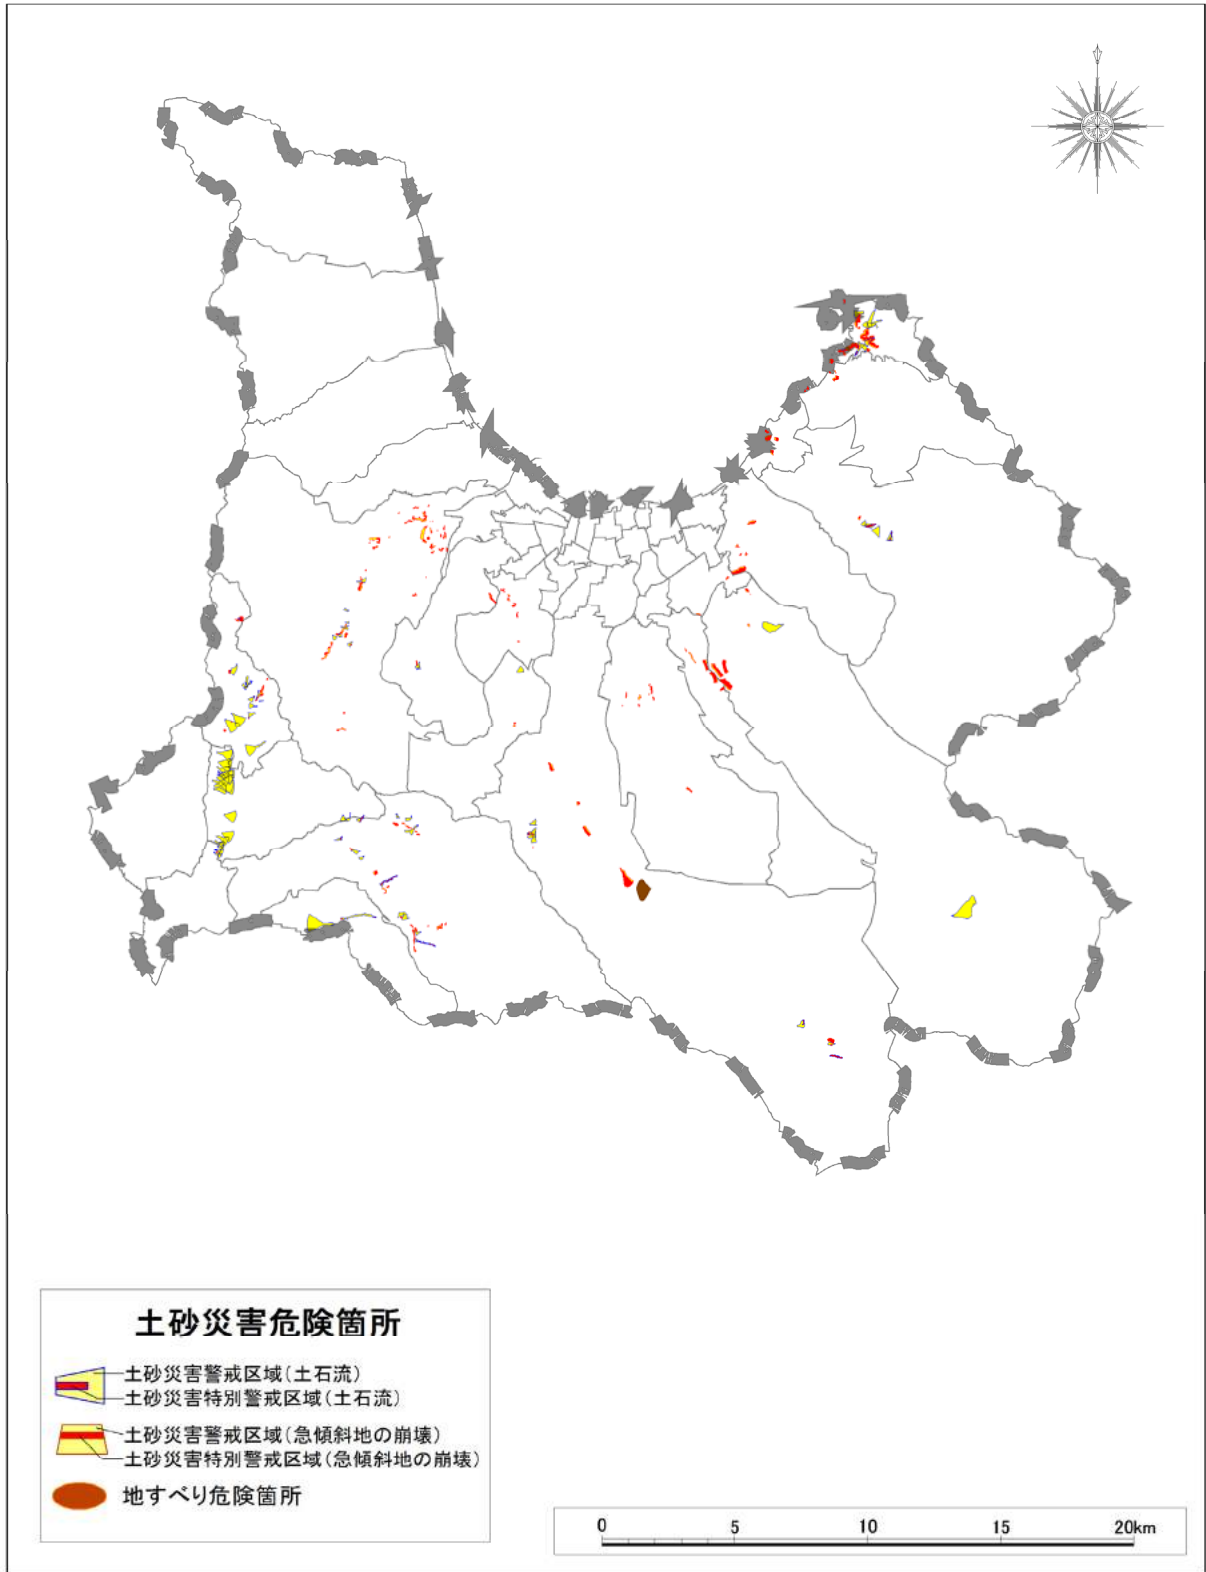 土砂災害危険箇所
土砂災害警戒区域(土石流)
土砂災害特別警戒区域(土石流)
土砂災害警戒区域(急傾斜地の崩壊)
土砂災害特別警戒区域(急傾斜地の崩壊)
地すべり危険箇所
0 5 10 15 20km